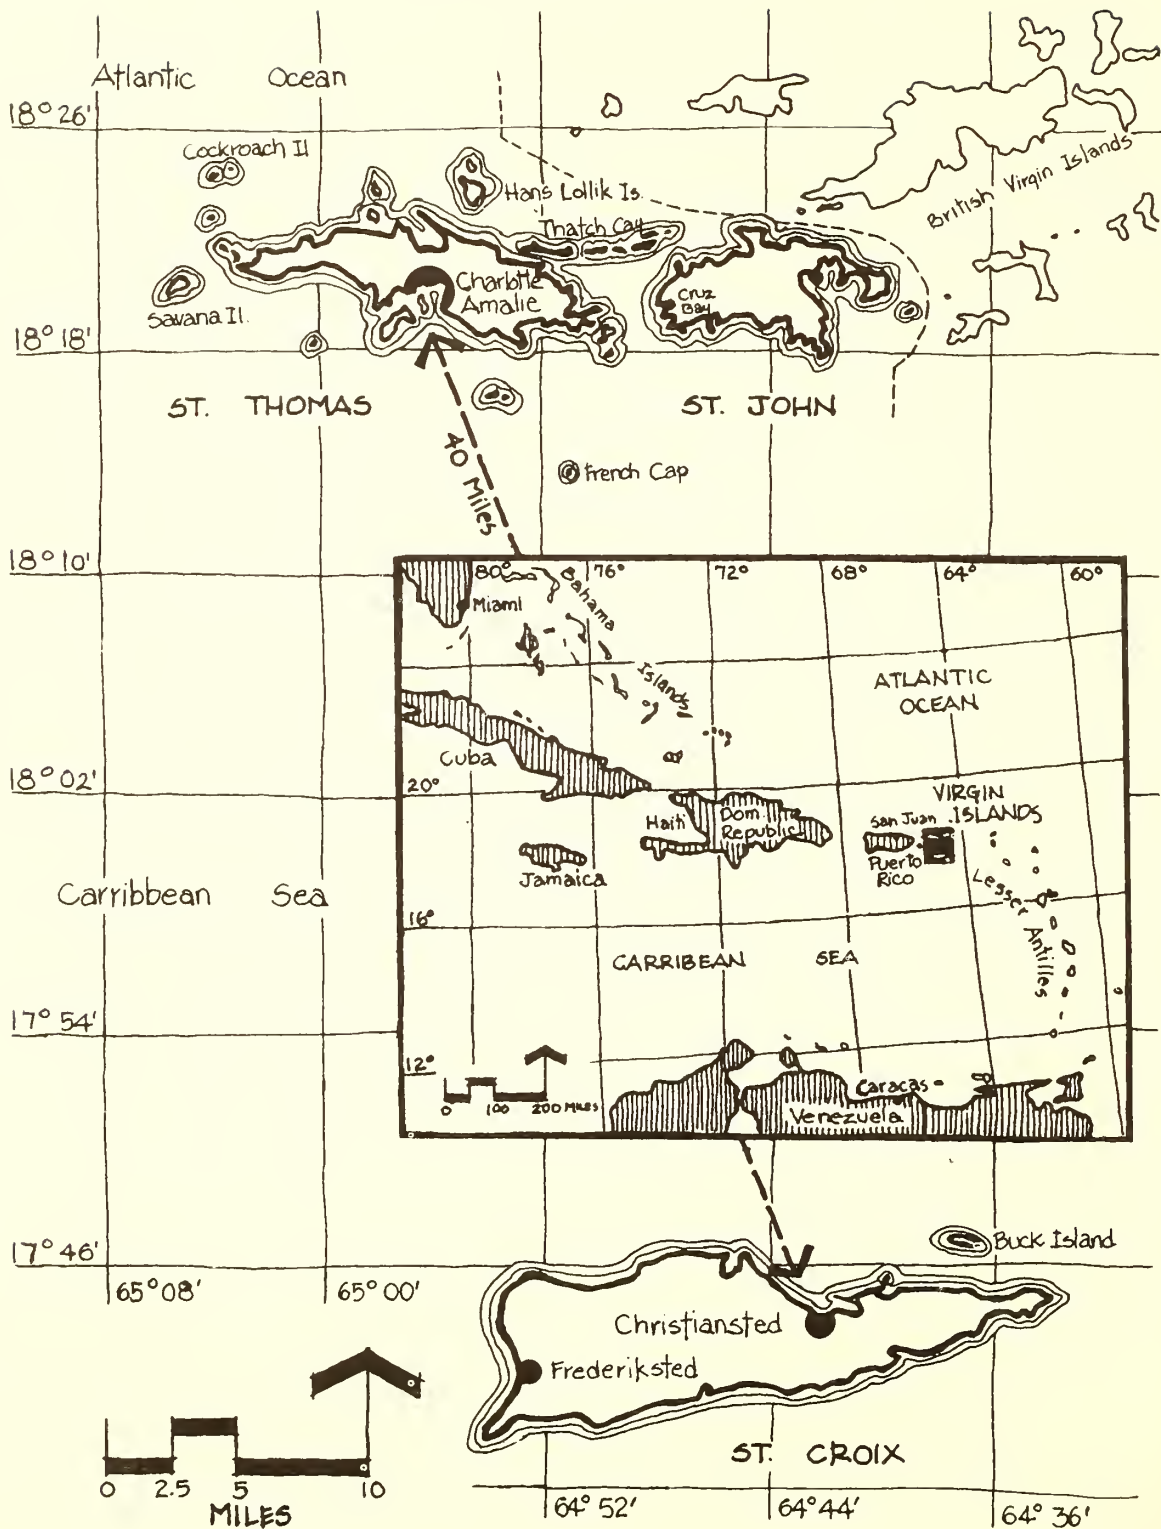 Atlantic Ocean
18° 26'
Cockroach Il
Hans Lollik Is.
British Virgin Islands
Thatch Cay
Charlotte
Amalie
Cruz
Bay
Savana Il.
18° 18'
ST. THOMAS
ST. JOHN
40 Miles
French Cap
18° 10'
80°
76°
72°
68°
64°
60°
Miami
Bahama
Islands
ATLANTIC
OCEAN
Cuba
18° 02'
20°
VIRGIN
ISLANDS
San Juan
Haiti
Dom.
Republic
Puerto
Rico
Jamaica
Lesser Antilles
Carribbean Sea
16°
CARRIBEAN SEA
17° 54'
12°
Caracas
Venezuela
0 100 200 MILES
Buck Island
17° 46'
65° 08'
65° 00'
Christiansted
Frederiksted
ST. CROIX
0 2.5 5 10
MILES
64° 52'
64° 44'
64° 36'